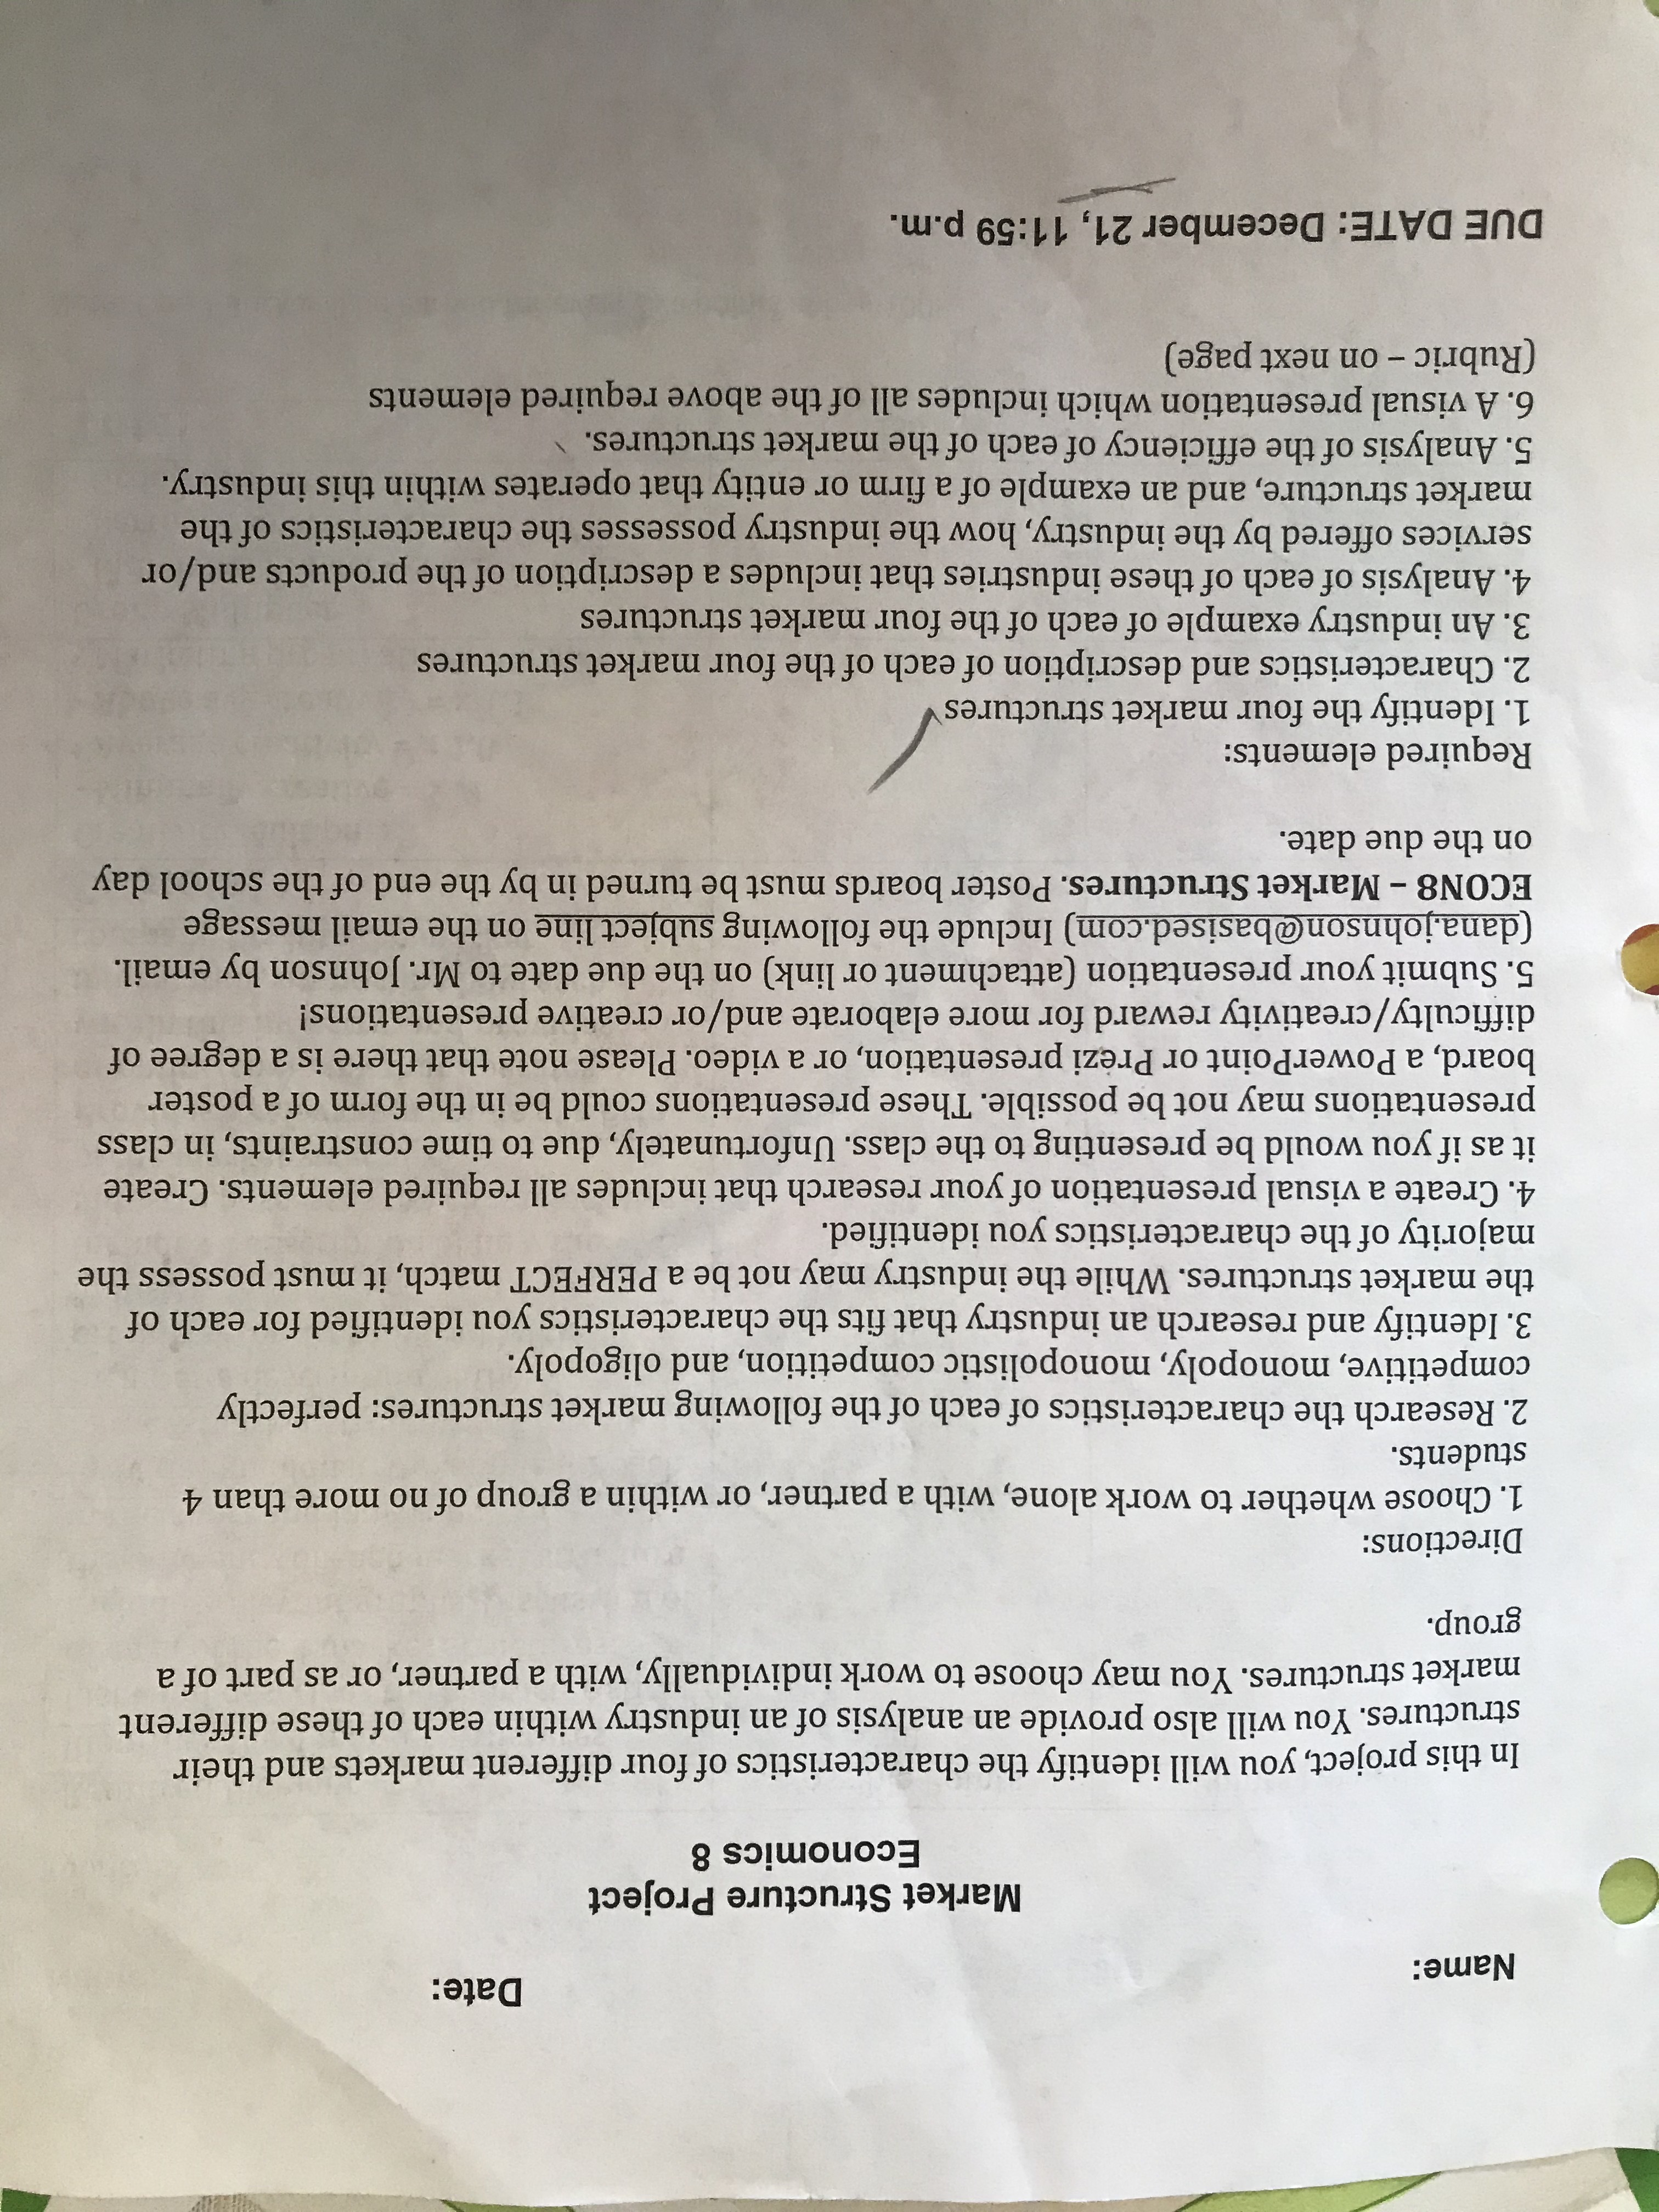 Name:
Date:
Market Structure Project
Economics 8
In this project, you will identify the characteristics of four different markets and their
structures. You will also provide an analysis of an industry within each of these different
market structures. You may choose to work individually, with a partner, or as part of a
group.
Directions:
1. Choose whether to work alone, with a partner, or within a group of no more than 4
students.
2. Research the characteristics of each of the following market structures: perfectly
competitive, monopoly, monopolistic competition, and oligopoly.
3. Identify and research an industry that fits the characteristics you identified for each of
the market structures. While the industry may not be a PERFECT match, it must possess the
majority of the characteristics you identified.
4. Create a visual presentation of your research that includes all required elements. Create
it as if you would be presenting to the class. Unfortunately, due to time constraints, in class
presentations may not be possible. These presentations could be in the form of a poster
board, a PowerPoint or Prezi presentation, or a video. Please note that there is a degree of
difficulty/creativity reward for more elaborate and/or creative presentations!
5. Submit your presentation (attachment or link) on the due date to Mr. Johnson by email.
(dana.johnson@basised.com) Include the following subject line on the email message
ECON8 – Market Structures. Poster boards must be turned in by the end of the school day
on the due date.
Required elements:
1. Identify the four market structures
2. Characteristics and description of each of the four market structures
3. An industry example of each of the four market structures
4. Analysis of each of these industries that includes a description of the products and/or
services offered by the industry, how the industry possesses the characteristics of the
market structure, and an example of a firm or entity that operates within this industry.
5. Analysis of the efficiency of each of the market structures.
6. A visual presentation which includes all of the above required elements
(Rubric – on next page)
DUE DATE: December 21, 11:59 p.m.